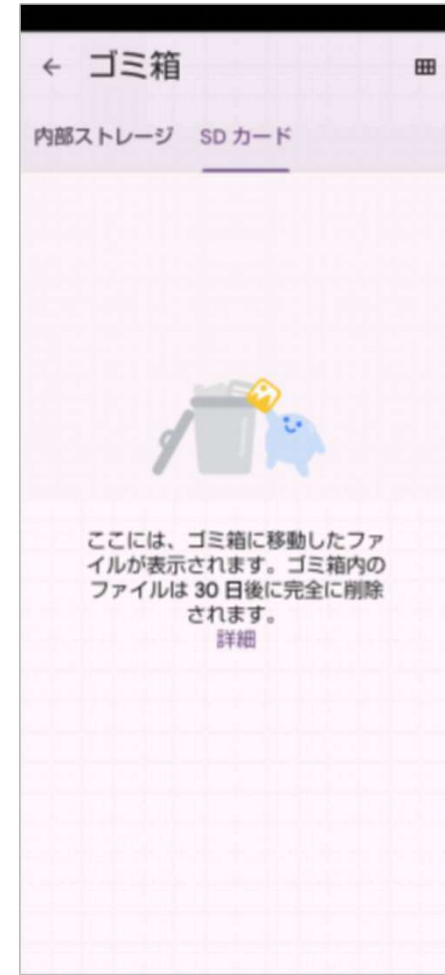 ゴミ箱
内部ストレージ SD カード
ここには、ゴミ箱に移動したファ
イルが表示されます。ゴミ箱内の
ファイルは 30 日後に完全に削除
されます。
詳細